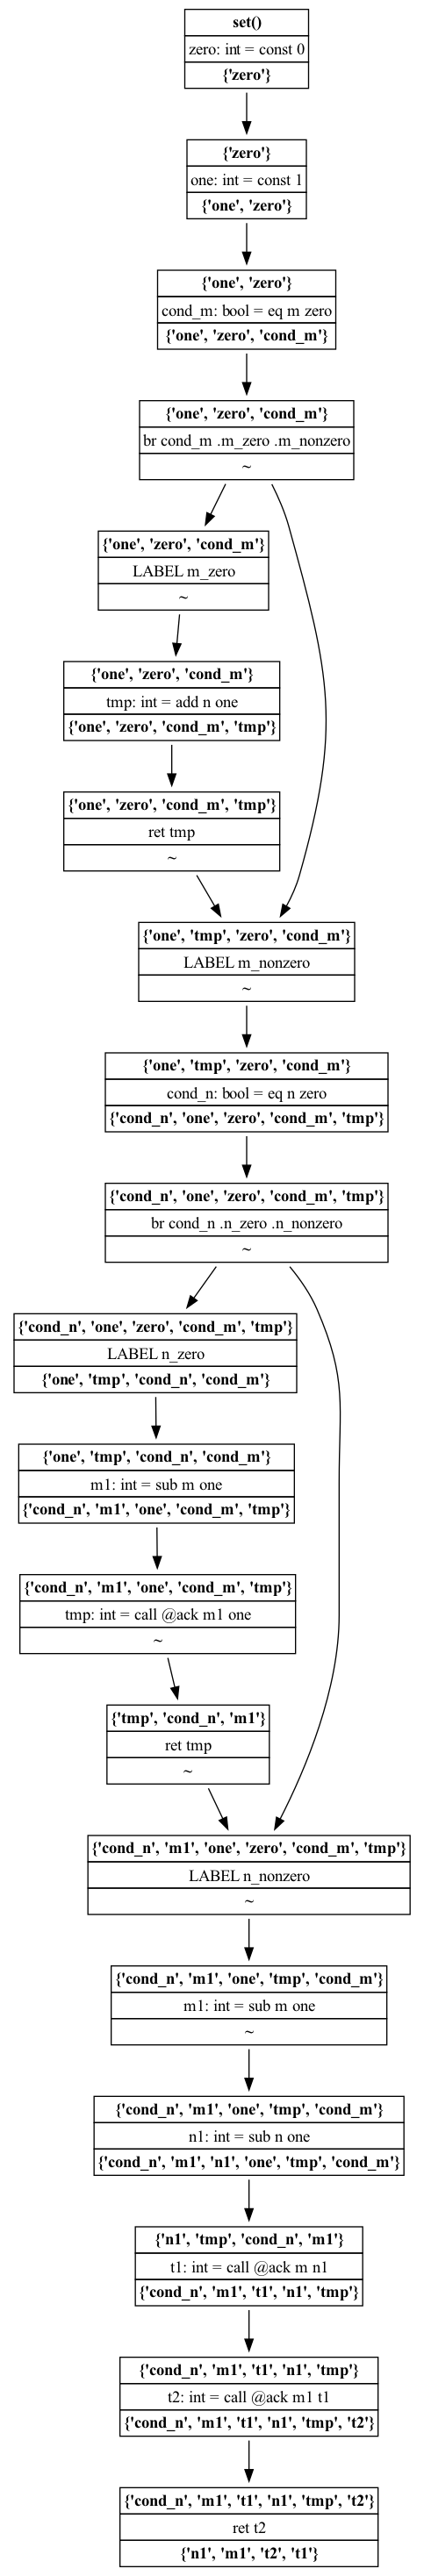 set()
zero: int = const 0
{'zero'}
{'zero'}
one: int = const 1
{'one', 'zero'}
{'one', 'zero'}
cond_m: bool = eq m zero
{'one', 'zero', 'cond_m'}
{'one', 'zero', 'cond_m'}
br cond_m .m_zero .m_nonzero
~
{'one', 'zero', 'cond_m'}
LABEL m_zero
~
{'one', 'zero', 'cond_m'}
tmp: int = add n one
{'one', 'zero', 'cond_m', 'tmp'}
{'one', 'zero', 'cond_m', 'tmp'}
ret tmp
~
{'one', 'tmp', 'zero', 'cond_m'}
LABEL m_nonzero
~
{'one', 'tmp', 'zero', 'cond_m'}
cond_n: bool = eq n zero
{'cond_n', 'one', 'zero', 'cond_m', 'tmp'}
{'cond_n', 'one', 'zero', 'cond_m', 'tmp'}
br cond_n .n_zero .n_nonzero
~
{'cond_n', 'one', 'zero', 'cond_m', 'tmp'}
LABEL n_zero
{'one', 'tmp', 'cond_n', 'cond_m'}
{'one', 'tmp', 'cond_n', 'cond_m'}
m1: int = sub m one
{'cond_n', 'm1', 'one', 'cond_m', 'tmp'}
{'cond_n', 'm1', 'one', 'cond_m', 'tmp'}
tmp: int = call @ack m1 one
~
{'tmp', 'cond_n', 'm1'}
ret tmp
~
{'cond_n', 'm1', 'one', 'zero', 'cond_m', 'tmp'}
LABEL n_nonzero
~
{'cond_n', 'm1', 'one', 'tmp', 'cond_m'}
m1: int = sub m one
~
{'cond_n', 'm1', 'one', 'tmp', 'cond_m'}
n1: int = sub n one
{'cond_n', 'm1', 'n1', 'one', 'tmp', 'cond_m'}
{'n1', 'tmp', 'cond_n', 'm1'}
t1: int = call @ack m n1
{'cond_n', 'm1', 't1', 'n1', 'tmp'}
{'cond_n', 'm1', 't1', 'n1', 'tmp'}
t2: int = call @ack m1 t1
{'cond_n', 'm1', 't1', 'n1', 'tmp', 't2'}
{'cond_n', 'm1', 't1', 'n1', 'tmp', 't2'}
ret t2
{'n1', 'm1', 't2', 't1'}